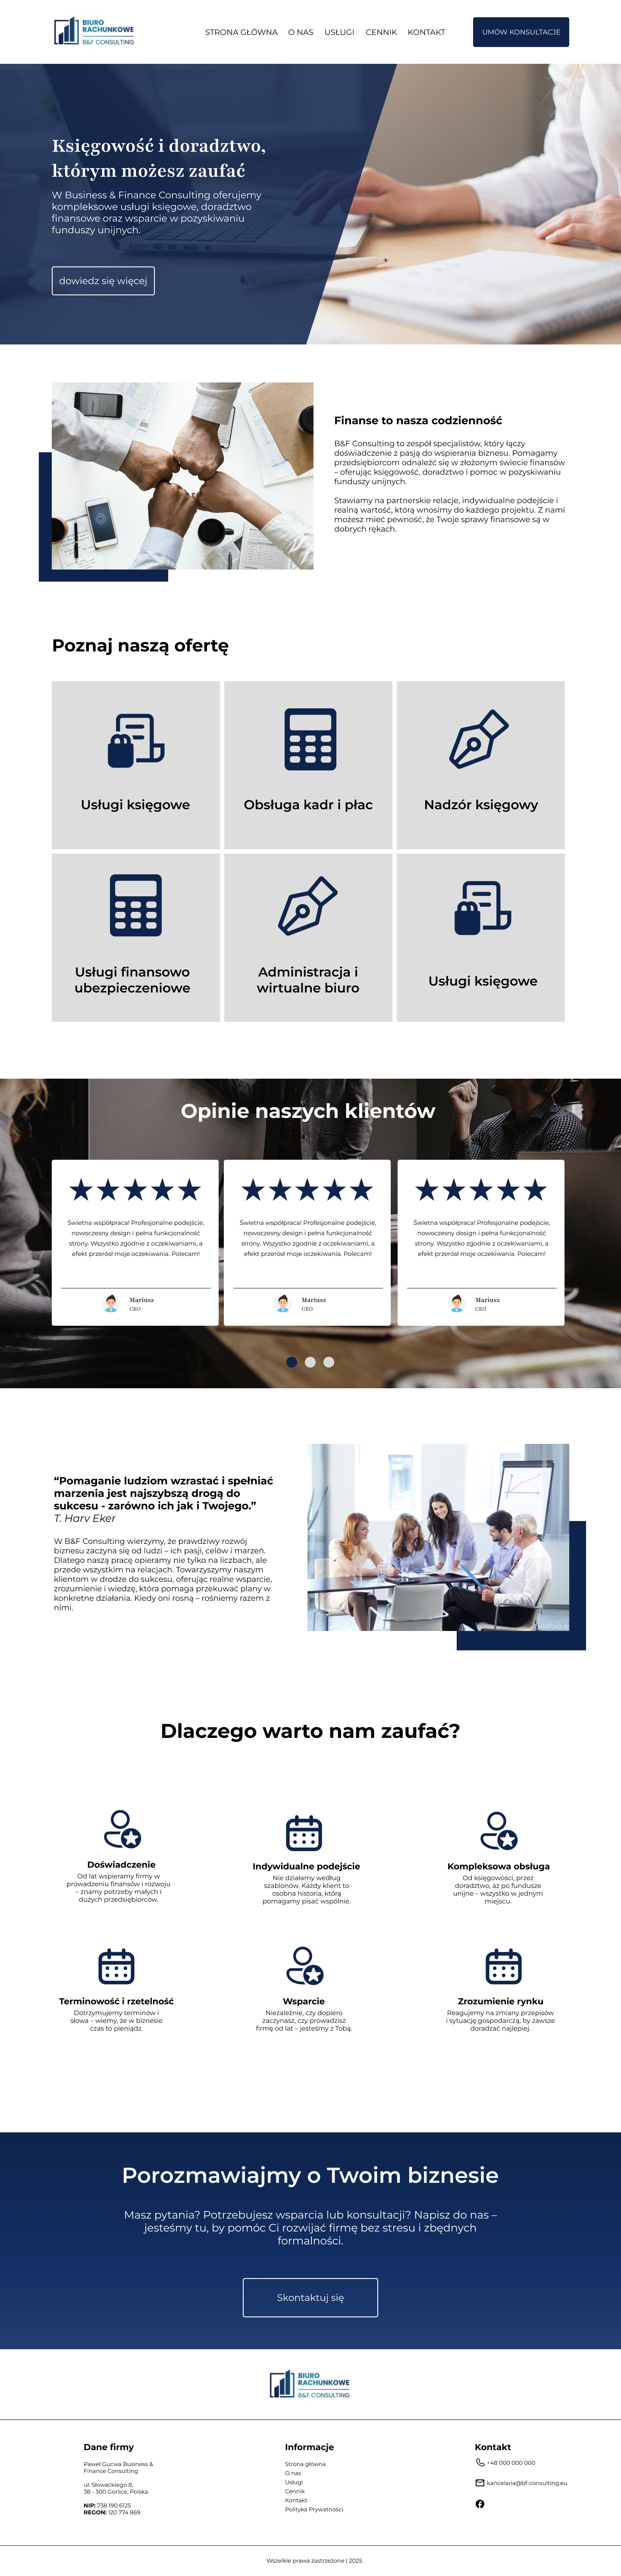 BIURO
RACHUNKOWE
B&F CONSULTING
STRONA GŁÓWNA O NAS USŁUGI CENNIK KONTAKT
UMÓW KONSULTACJE
Księgowość i doradztwo,
którym możesz zaufać
W Business & Finance Consulting oferujemy
kompleksowe usługi księgowe, doradztwo
finansowe oraz wsparcie w pozyskiwaniu
funduszy unijnych.
dowiedz się więcej
Finanse to nasza codzienność
B&F Consulting to zespół specjalistów, który łączy
doświadczenie z pasją do wspierania biznesu. Pomagamy
przedsiębiorcom odnaleźć się w złożonym świecie finansów
– oferując księgowość, doradztwo i pomoc w pozyskiwaniu
funduszy unijnych.
Stawiamy na partnerskie relacje, indywidualne podejście i
realną wartość, którą wnosimy do każdego projektu. Z nami
możesz mieć pewność, że Twoje sprawy finansowe są w
dobrych rękach.
Poznaj naszą ofertę
Usługi księgowe
Obsługa kadr i płac
Nadzór księgowy
Usługi finansowo
ubezpieczeniowe
Administracja i
wirtualne biuro
Usługi księgowe
Opinie naszych klientów
Świetna współpraca! Profesjonalne podejście,
nowoczesny design i pełna funkcjonalność
strony. Wszystko zgodnie z oczekiwaniami, a
efekt przerósł moje oczekiwania. Polecam!
Mariusz
CEO
Świetna współpraca! Profesjonalne podejście,
nowoczesny design i pełna funkcjonalność
strony. Wszystko zgodnie z oczekiwaniami, a
efekt przerósł moje oczekiwania. Polecam!
Mariusz
CEO
Świetna współpraca! Profesjonalne podejście,
nowoczesny design i pełna funkcjonalność
strony. Wszystko zgodnie z oczekiwaniami, a
efekt przerósł moje oczekiwania. Polecam!
Mariusz
CEO
“Pomaganie ludziom wzrastać i spełniać
marzenia jest najszybszą drogą do
sukcesu - zarówno ich jak i Twojego.”
T. Harv Eker
W B&F Consulting wierzymy, że prawdziwy rozwój
biznesu zaczyna się od ludzi – ich pasji, celów i marzeń.
Dlatego naszą pracę opieramy nie tylko na liczbach, ale
przede wszystkim na relacjach. Towarzyszymy naszym
klientom w drodze do sukcesu, oferując realne wsparcie,
zrozumienie i wiedzę, która pomaga przekuwać plany w
konkretne działania. Kiedy oni rosną – rośniemy razem z
nimi.
Dlaczego warto nam zaufać?
Doświadczenie
Od lat wspieramy firmy w
prowadzeniu finansów i rozwoju
– znamy potrzeby małych i
dużych przedsiębiorców.
Indywidualne podejście
Nie działamy według
szablonów. Każdy klient to
osobna historia, którą
pomagamy pisać wspólnie.
Kompleksowa obsługa
Od księgowości, przez
doradztwo, aż po fundusze
unijne – wszystko w jednym
miejscu.
Terminowość i rzetelność
Dotrzymujemy terminów i
słowa – wiemy, że w biznesie
czas to pieniądz.
Wsparcie
Niezależnie, czy dopiero
zaczynasz, czy prowadzisz
firmę od lat – jesteśmy z Tobą.
Zrozumienie rynku
Reagujemy na zmiany przepisów
i sytuację gospodarczą, by zawsze
doradzać najlepiej.
Porozmawiajmy o Twoim biznesie
Masz pytania? Potrzebujesz wsparcia lub konsultacji? Napisz do nas –
jesteśmy tu, by pomóc Ci rozwijać firmę bez stresu i zbędnych
formalności.
Skontaktuj się
BIURO
RACHUNKOWE
B&F CONSULTING
Dane firmy
Paweł Gucwa Business &
Finance Consulting
ul. Słowackiego 8,
38 - 300 Gorlice, Polska
NIP: 738 190 6125
REGON: 120 774 869
Informacje
Strona główna
O nas
Usługi
Cennik
Kontakt
Polityka Prywatności
Kontakt
+48 000 000 000
kancelaria@bf-consulting.eu
Wszelkie prawa zastrzeżone | 2025